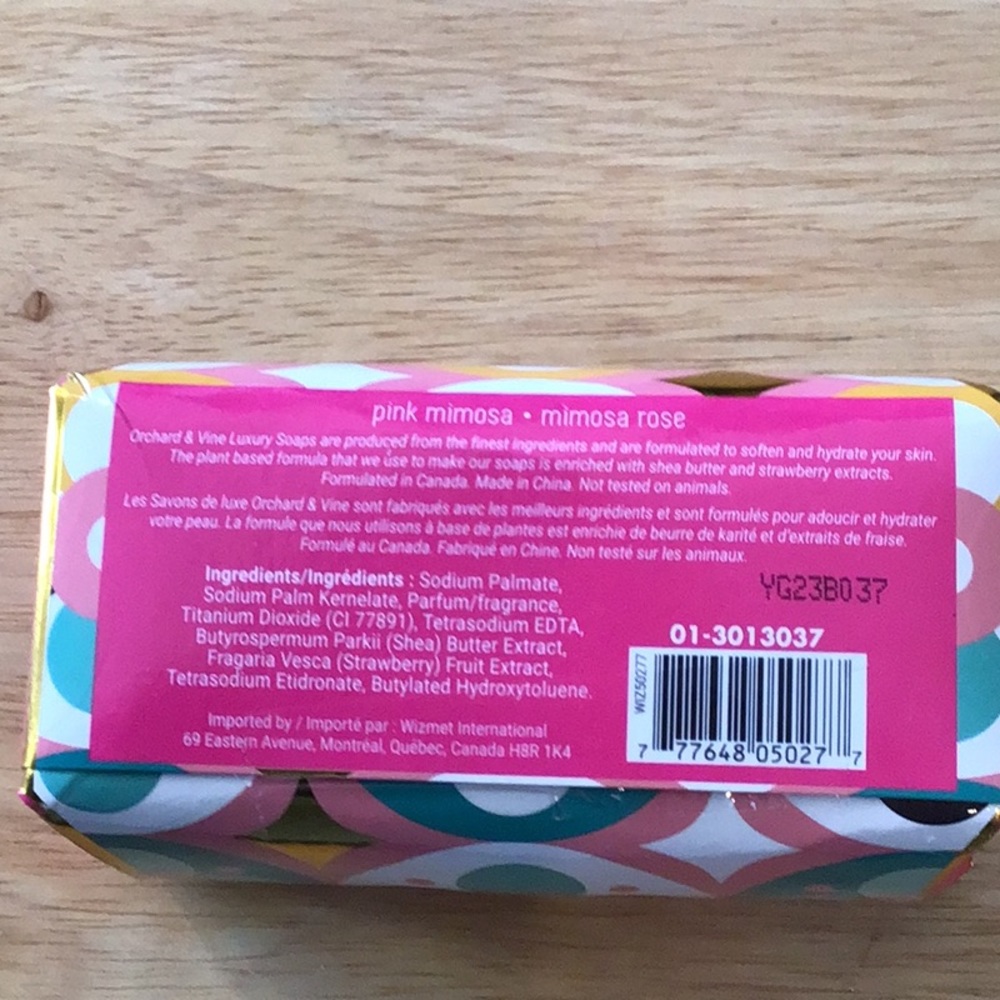 pink mimosa • mimosa rose
Orchard & Vine Luxury Soaps are produced from the finest ingredients and are formulated to soften and hydrate your skin.
The plant based formula that we use to make our soaps is enriched with shea butter and strawberry extracts.
Formulated in Canada. Made in China. Not tested on animals.
Les Savons de luxe Orchard & Vine sont fabriqués avec les meilleurs ingrédients et sont formulés pour adoucir et hydrater
votre peau. La formule que nous utilisons à base de plantes est enrichie de beurre de karité et d'extraits de fraise.
Formulé au Canada. Fabriqué en Chine. Non testé sur les animaux.
Ingredients/Ingrédients : Sodium Palmate,
Sodium Palm Kernelate, Parfum/fragrance,
Titanium Dioxide (CI 77891), Tetrasodium EDTA,
Butyrospermum Parkii (Shea) Butter Extract,
Fragaria Vesca (Strawberry) Fruit Extract,
Tetrasodium Etidronate, Butylated Hydroxytoluene.
Imported by / Importé par : Wizmet International
69 Eastern Avenue, Montréal, Québec, Canada H8R 1K4
YG23B037
01-3013037
WIZ50277
7 77648 05027 7